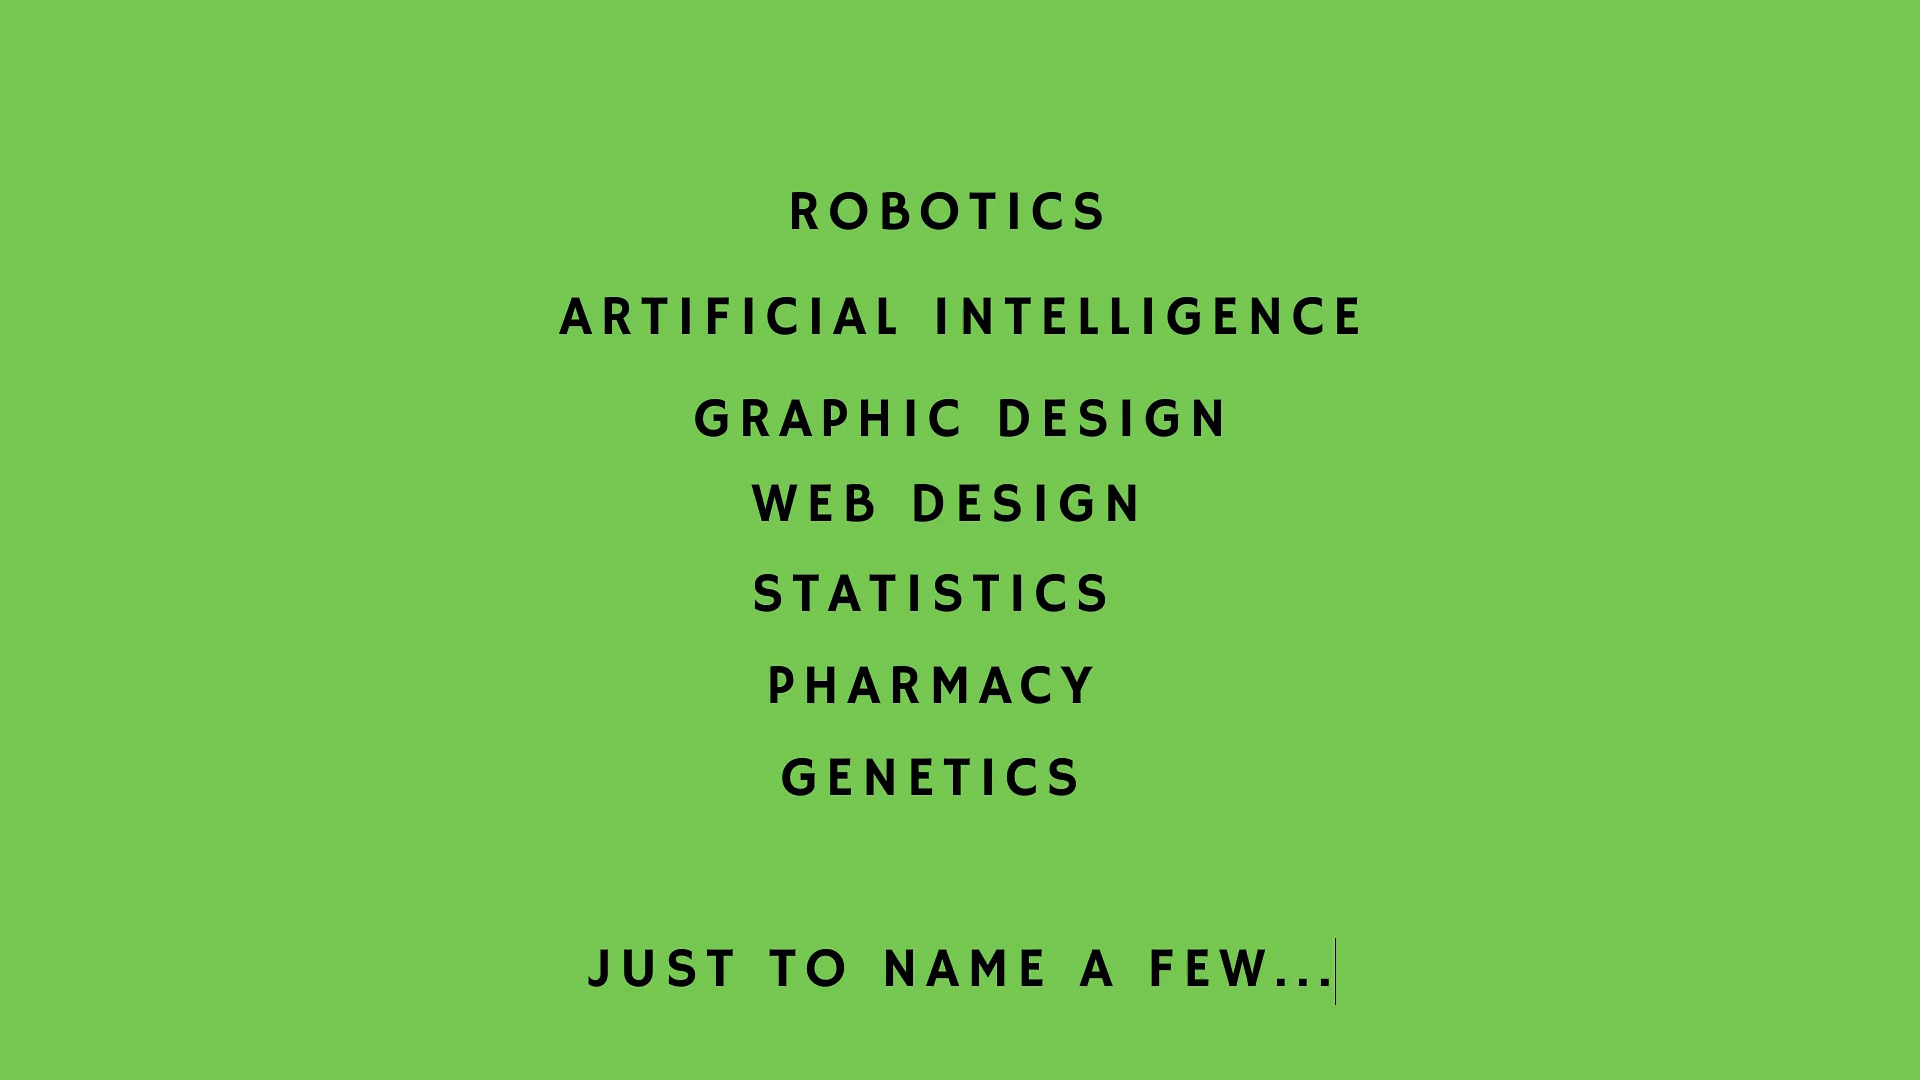 ROBOTICS
ARTIFICIAL INTELLIGENCE
GRAPHIC DESIGN
WEB DESIGN
STATISTICS
PHARMACY
GENETICS
JUST TO NAME A FEW...